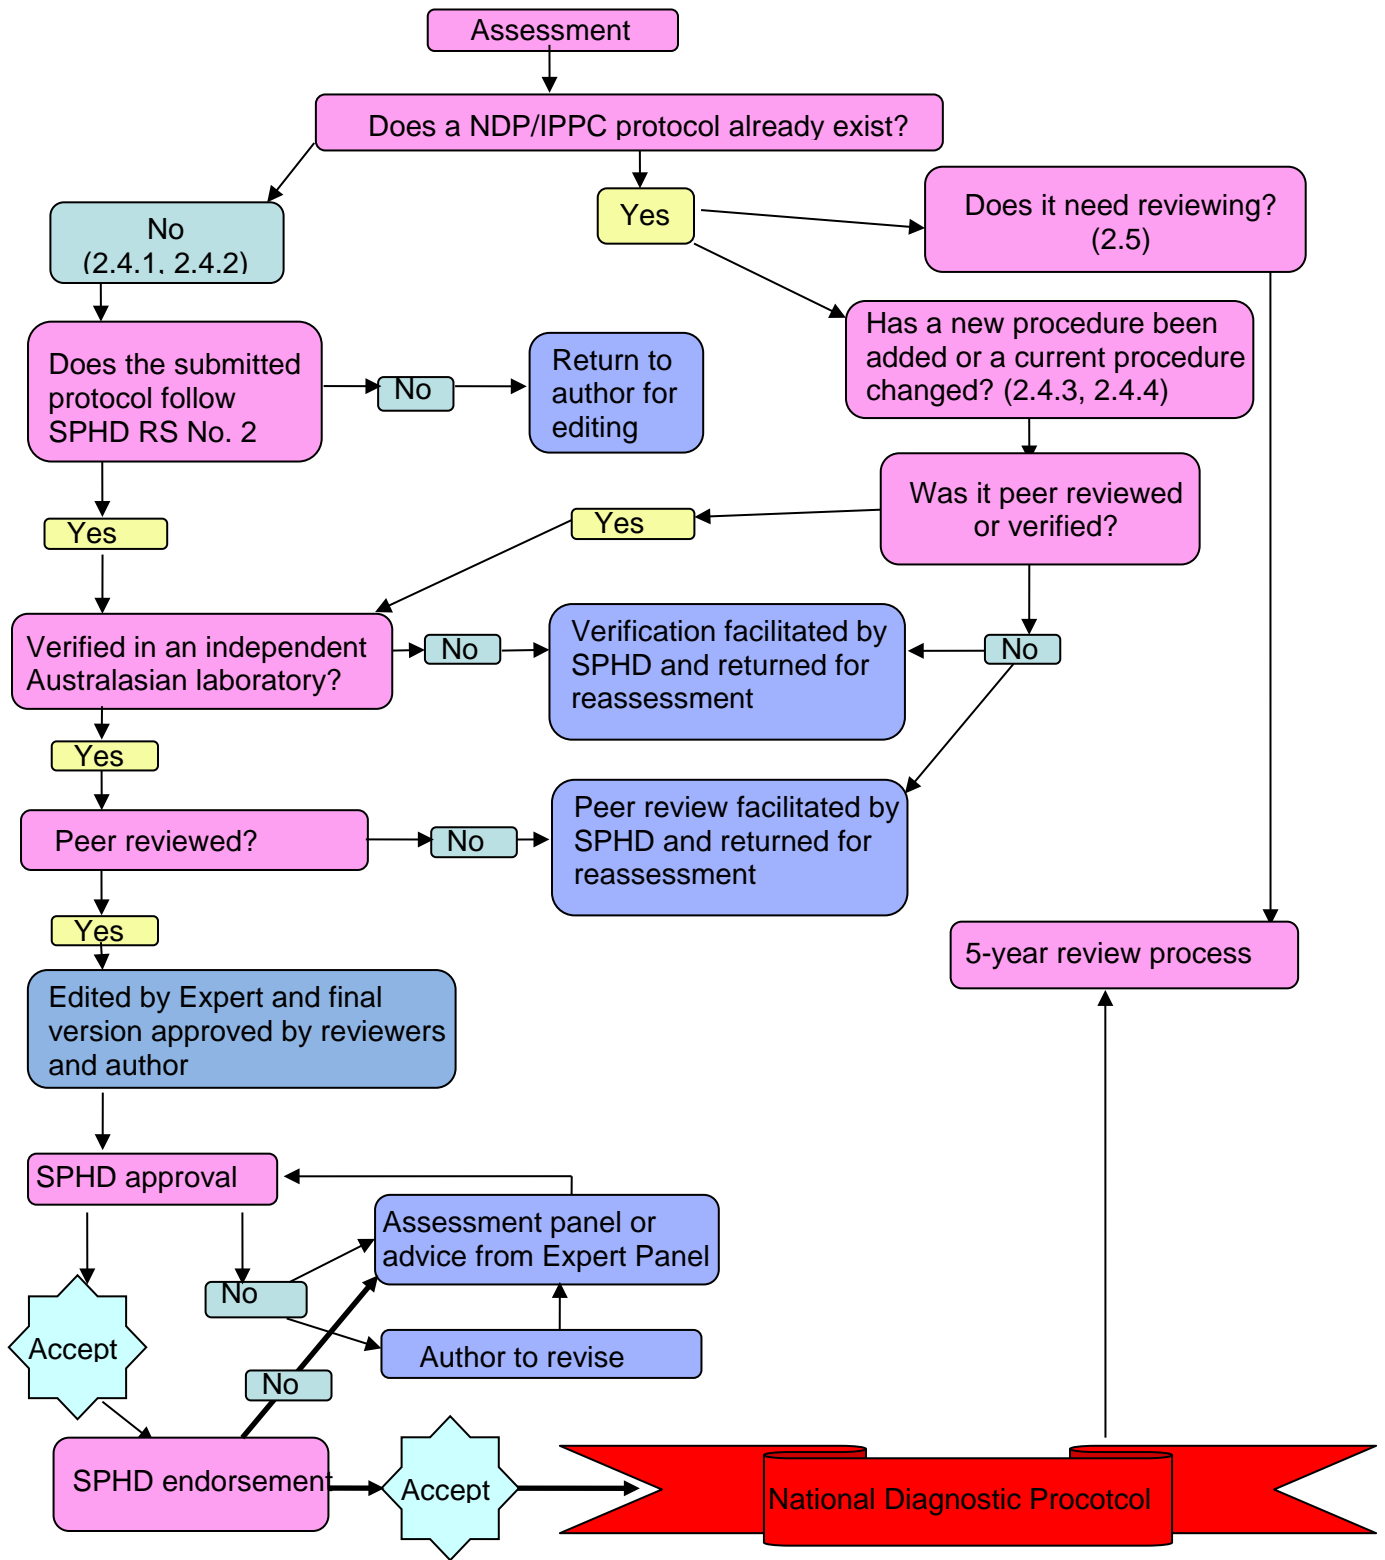 Assessment
Does a NDP/IPPC protocol already exist?
No
(2.4.1, 2.4.2)
Yes
Does it need reviewing?
(2.5)
Has a new procedure been
added or a current procedure
changed? (2.4.3, 2.4.4)
Does the submitted
protocol follow
SPHD RS No. 2
No
Return to
author for
editing
Was it peer reviewed
or verified?
Yes
Yes
Verified in an independent
Australasian laboratory?
No
Verification facilitated by
SPHD and returned for
reassessment
No
Yes
Peer reviewed?
No
Peer review facilitated by
SPHD and returned for
reassessment
Yes
5-year review process
Edited by Expert and final
version approved by reviewers
and author
SPHD approval
Assessment panel or
advice from Expert Panel
No
Accept
Author to revise
No
SPHD endorsement
Accept
National Diagnostic Procotcol